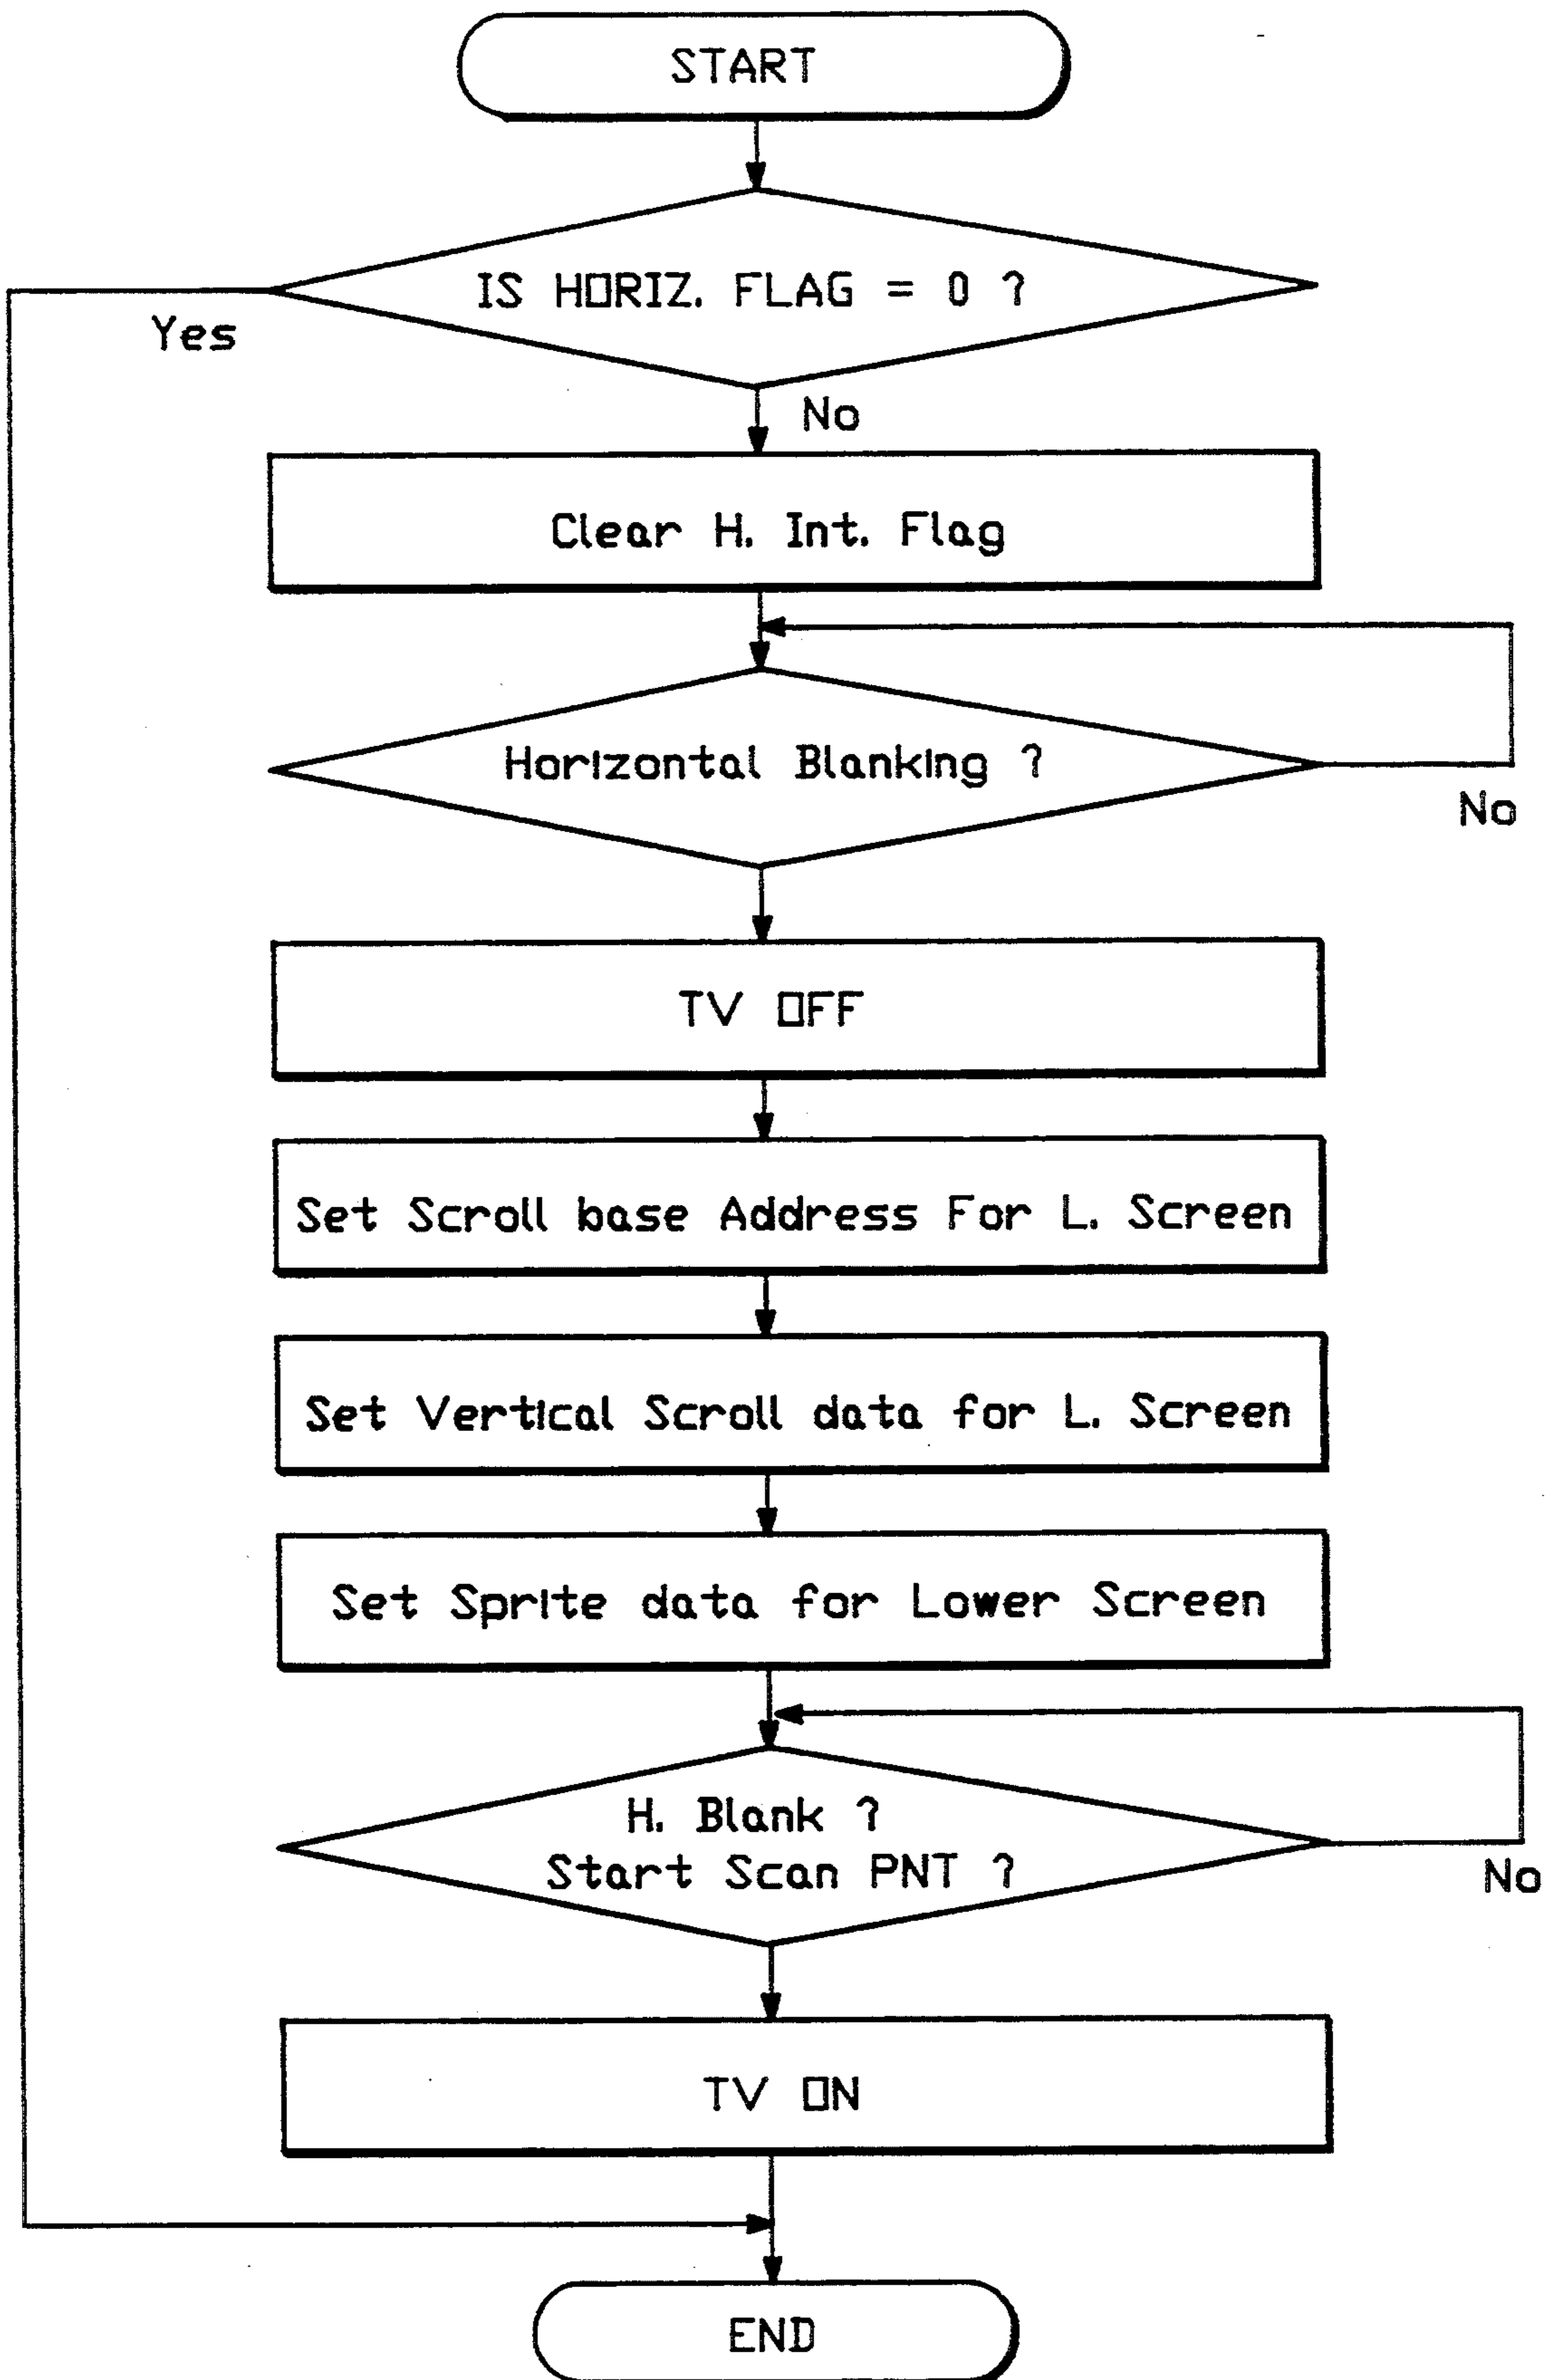 START
IS HORIZ. FLAG = 0 ?
Yes
No
Clear H. Int. Flag
Horizontal Blanking ?
No
TV OFF
Set Scroll base Address For L. Screen
Set Vertical Scroll data for L. Screen
Set Sprite data for Lower Screen
H. Blank ?
Start Scan PNT ?
No
TV ON
END